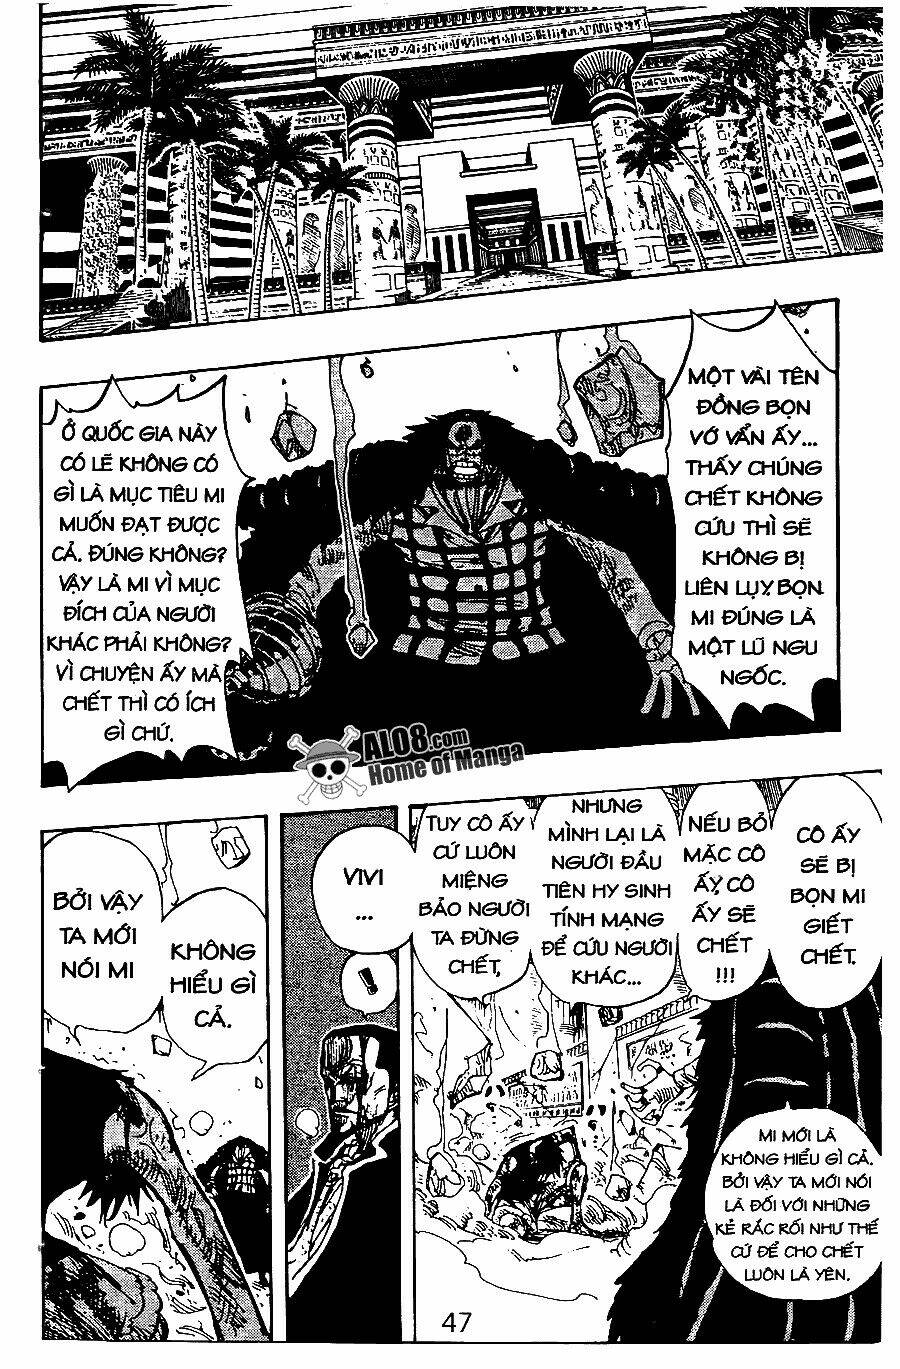 MỘT VÀI TÊN
ĐỒNG BỌN
VỚ VẨN ẤY...
THẤY CHÚNG
CHẾT KHÔNG
CỨU THÌ SẼ
KHÔNG BỊ
LIÊN LỤY. BỌN
MI ĐÚNG LÀ
MỘT LŨ NGU
NGỐC.
Ở QUỐC GIA NÀY
CÓ LẼ KHÔNG CÓ
GÌ LÀ MỤC TIÊU MI
MUỐN ĐẠT ĐƯỢC
CẢ. ĐÚNG KHÔNG?
VẬY LÀ MI VÌ MỤC
ĐÍCH CỦA NGƯỜI
KHÁC PHẢI KHÔNG?
VÌ CHUYỆN ẤY MÀ
CHẾT THÌ CÓ ÍCH
GÌ CHỨ.
ALO8.com
Home of Manga
CÔ ẤY
SẼ BỊ
BỌN MI
GIẾT
CHẾT.
NẾU BỎ
MẶC CÔ
ẤY, CÔ
ẤY SẼ
CHẾT
!!!
NHƯNG
MÌNH LẠI LÀ
NGƯỜI ĐẦU
TIÊN HY SINH
TÍNH MẠNG
ĐỂ CỨU NGƯỜI
KHÁC...
TUY CÔ ẤY
CỨ LUÔN
MIỆNG
BẢO NGƯỜI
TA ĐỪNG
CHẾT,
MI MỚI LÀ
KHÔNG HIỂU GÌ CẢ.
BỞI VẬY TA MỚI NÓI
LÀ ĐỐI VỚI NHỮNG
KẺ RẮC RỐI NHƯ THẾ
CỨ ĐỂ CHO CHẾT
LUÔN LÀ YÊN.
VIVI
...
!
KHÔNG
HIỂU GÌ
CẢ.
BỞI VẬY
TA MỚI
NÓI MI
47